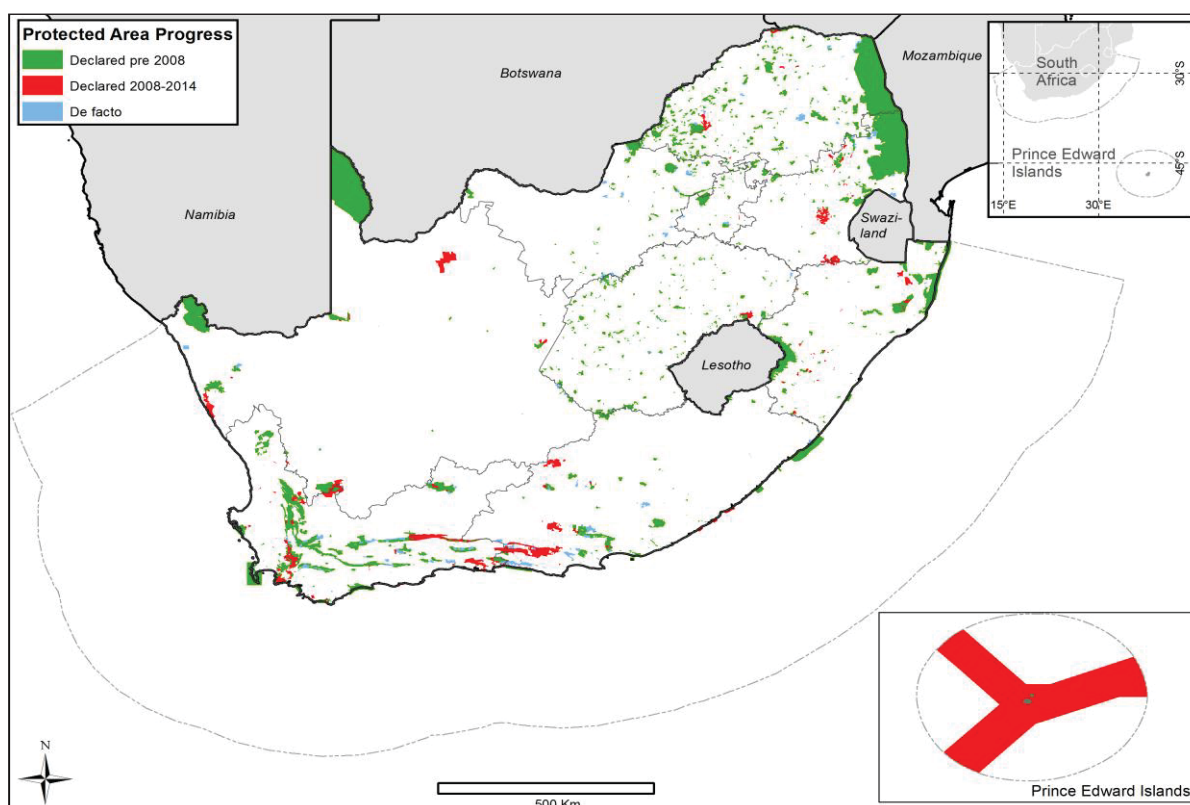 Protected Area Progress
Declared pre 2008
Declared 2008-2014
De facto
Botswana
Mozambique
Namibia
Swazi-
land
Lesotho
South
Africa
Prince Edward
Islands
30°S
45°S
15°E
30°E
N
500 Km
Prince Edward Islands